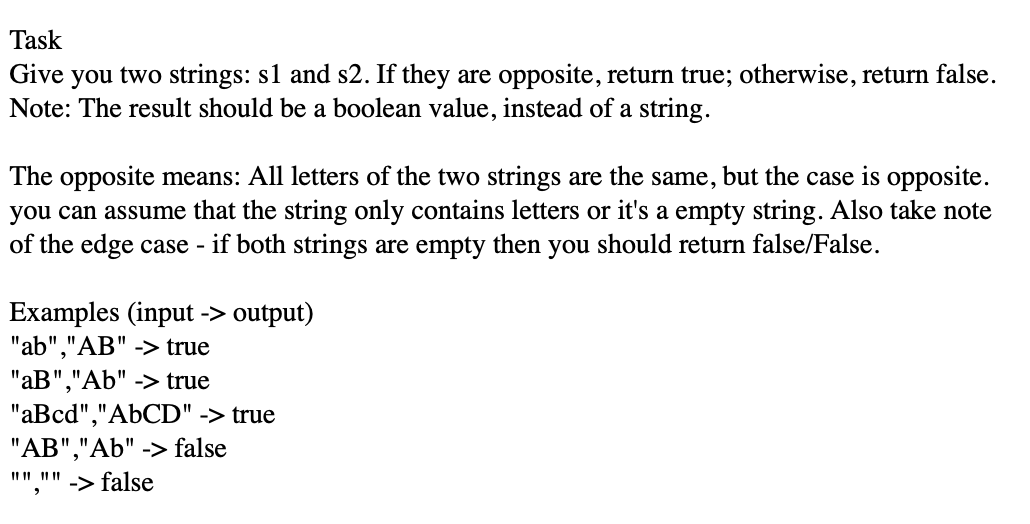 Task
Give you two strings: s1 and s2. If they are opposite, return true; otherwise, return false.
Note: The result should be a boolean value, instead of a string.
The opposite means: All letters of the two strings are the same, but the case is opposite.
you can assume that the string only contains letters or it's a empty string. Also take note
of the edge case - if both strings are empty then you should return false/False.
Examples (input -> output)
"ab","AB" -> true
"aB","Ab" -> true
"aBcd","AbCD" -> true
"AB","Ab" -> false
"","" -> false